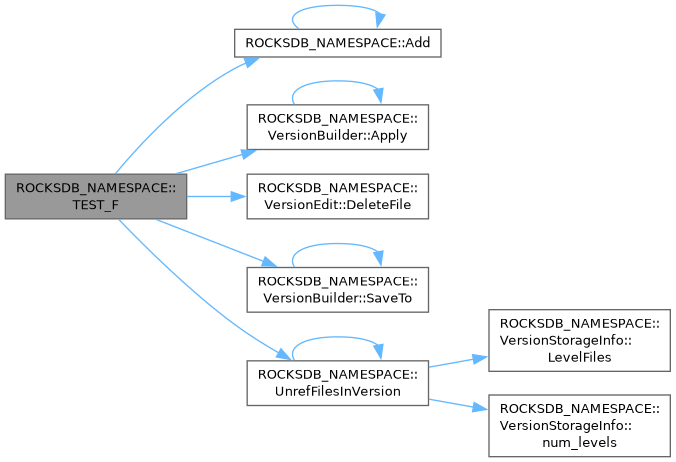 ROCKSDB_NAMESPACE::
TEST_F
ROCKSDB_NAMESPACE::Add
ROCKSDB_NAMESPACE::
VersionBuilder::Apply
ROCKSDB_NAMESPACE::
VersionEdit::DeleteFile
ROCKSDB_NAMESPACE::
VersionBuilder::SaveTo
ROCKSDB_NAMESPACE::
UnrefFilesInVersion
ROCKSDB_NAMESPACE::
VersionStorageInfo::
LevelFiles
ROCKSDB_NAMESPACE::
VersionStorageInfo::
num_levels